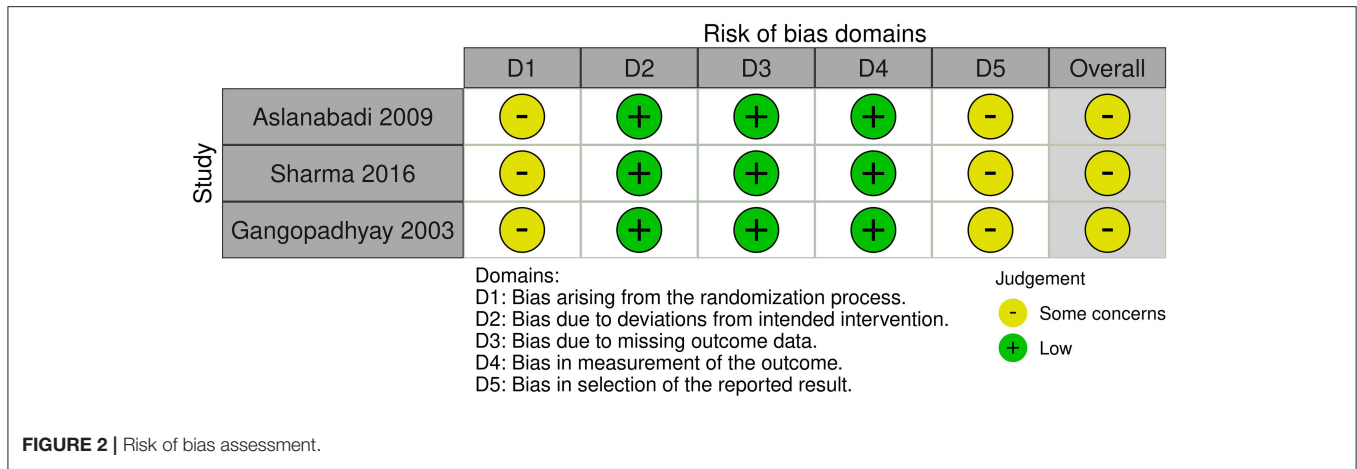 Risk of bias domains
D1 D2 D3 D4 D5 Overall
Study
Aslanabadi 2009 - + + + - -
Sharma 2016 - + + + - -
Gangopadhyay 2003 - + + + - -
Domains:
D1: Bias arising from the randomization process.
D2: Bias due to deviations from intended intervention.
D3: Bias due to missing outcome data.
D4: Bias in measurement of the outcome.
D5: Bias in selection of the reported result.
Judgement
- Some concerns
+ Low
FIGURE 2 | Risk of bias assessment.